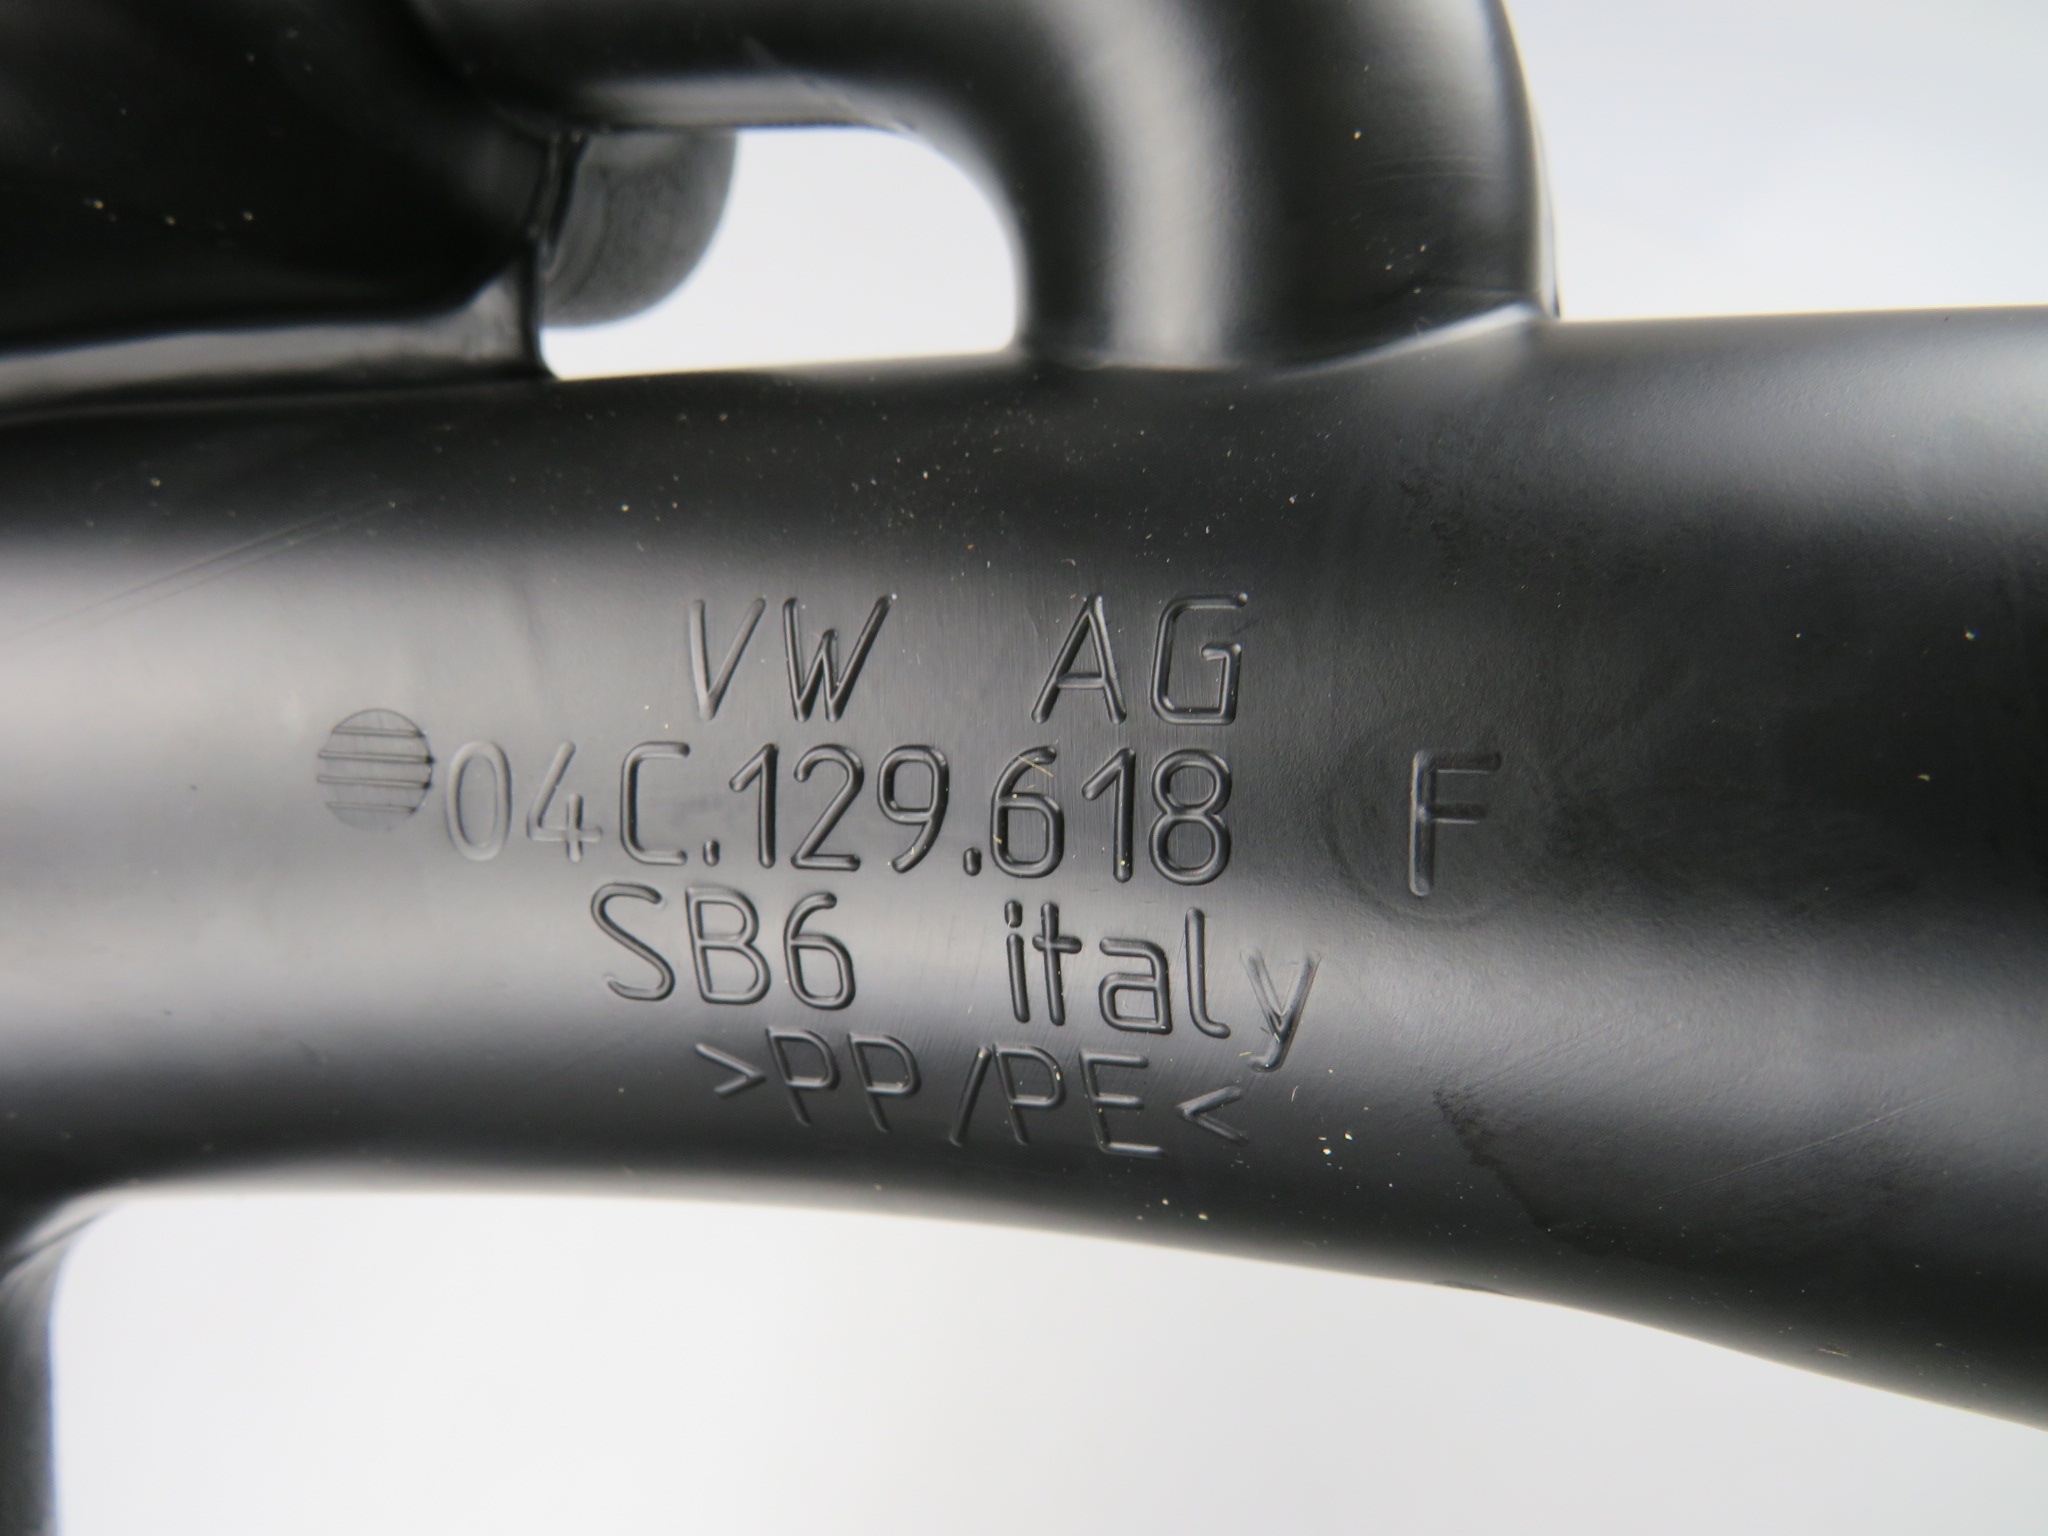 VW AG
04C.129.618 F
SB6 italy
>PP/PE<